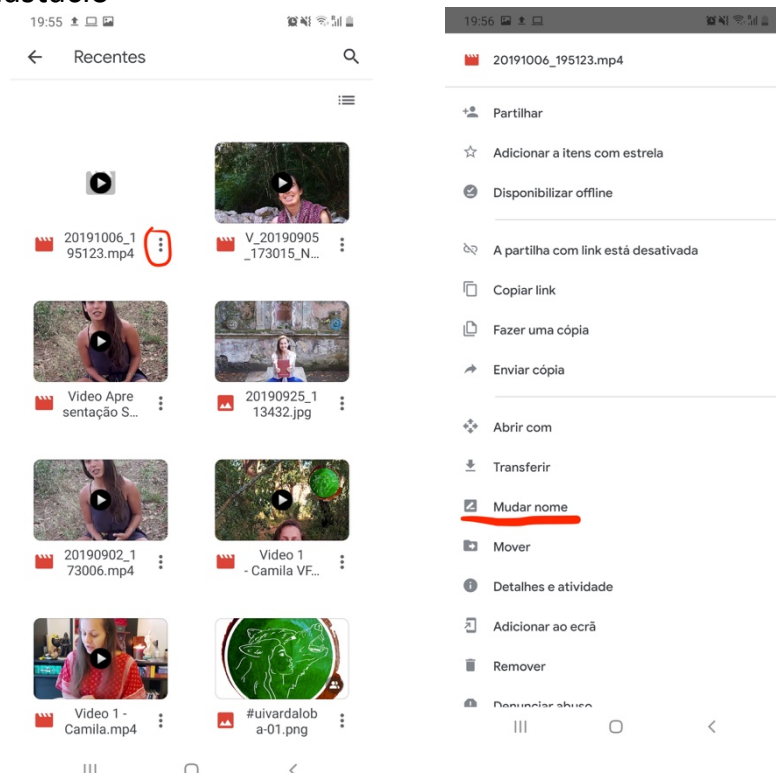 19:55
Recentes
20191006_1
95123.mp4
V_20190905
_173015_N...
Video Apre
sentação S...
20190925_1
13432.jpg
20190902_1
73006.mp4
Video 1
- Camila VF...
Video 1 -
Camila.mp4
#uivardalob
a-01.png
19:56
20191006_195123.mp4
Partilhar
Adicionar a itens com estrela
Disponibilizar offline
A partilha com link está desativada
Copiar link
Fazer uma cópia
Enviar cópia
Abrir com
Transferir
Mudar nome
Mover
Detalhes e atividade
Adicionar ao ecrã
Remover
Denunciar abuso